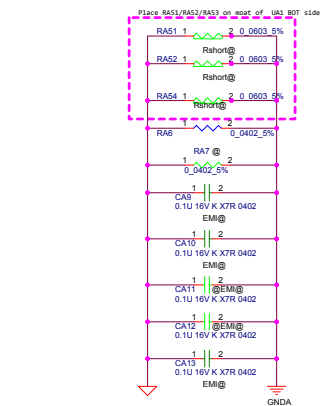 Place RA51/RA52/RA53 on moat of UA1 BOT side
RA51 1 2 0_0603_5%
Rshort@
RA52 1 2 0_0603_5%
Rshort@
RA54 1 2 0_0603_5%
Rshort@
1 2
RA6 0_0402_5%
RA7 @
1 2
0_0402_5%
1 2
CA9
0.1U 16V K X7R 0402
EMI@
1 2
CA10
0.1U 16V K X7R 0402
EMI@
1 2
CA11 @EMI@
0.1U 16V K X7R 0402
1 2
CA12 @EMI@
0.1U 16V K X7R 0402
1 2
CA13
0.1U 16V K X7R 0402
EMI@
GNDA